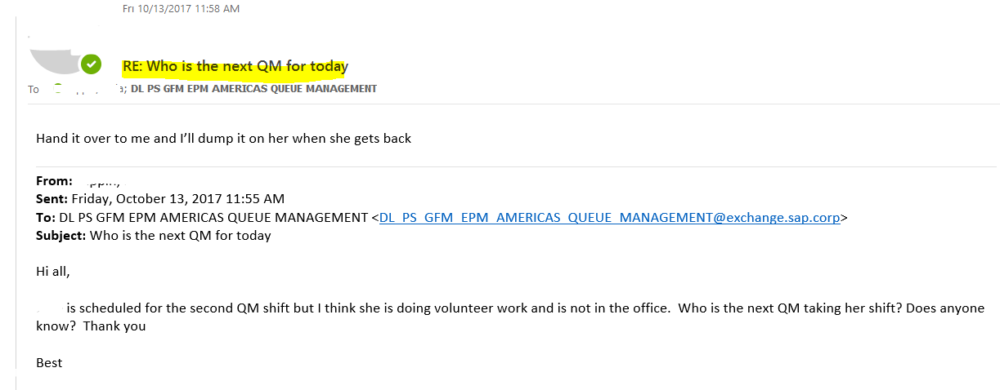 Fri 10/13/2017 11:58 AM
RE: Who is the next QM for today
To a; DL PS GFM EPM AMERICAS QUEUE MANAGEMENT
Hand it over to me and I’ll dump it on her when she gets back
From:
Sent: Friday, October 13, 2017 11:55 AM
To: DL PS GFM EPM AMERICAS QUEUE MANAGEMENT <DL_PS_GFM_EPM_AMERICAS_QUEUE_MANAGEMENT@exchange.sap.corp>
Subject: Who is the next QM for today
Hi all,
is scheduled for the second QM shift but I think she is doing volunteer work and is not in the office.  Who is the next QM taking her shift? Does anyone
know?  Thank you
Best